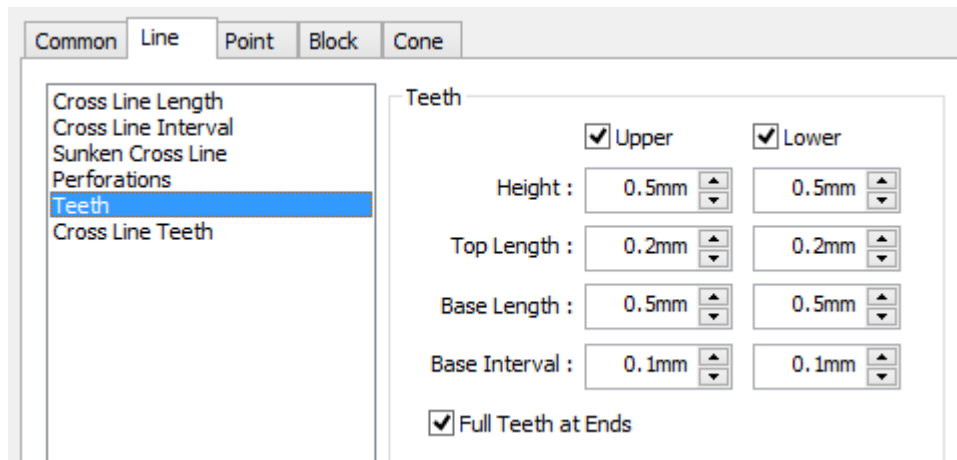 Common Line Point Block Cone
Cross Line Length
Cross Line Interval
Sunken Cross Line
Perforations
Teeth
Cross Line Teeth
Teeth
Upper Lower
Height : 0.5mm 0.5mm
Top Length : 0.2mm 0.2mm
Base Length : 0.5mm 0.5mm
Base Interval : 0.1mm 0.1mm
Full Teeth at Ends